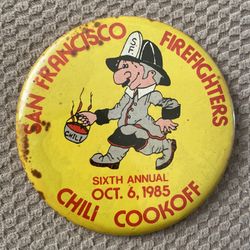 SAN FRANCISCO FIREFIGHTERS
SFFD
CHILI
SIXTH ANNUAL
OCT. 6, 1985
CHILI COOKOFF